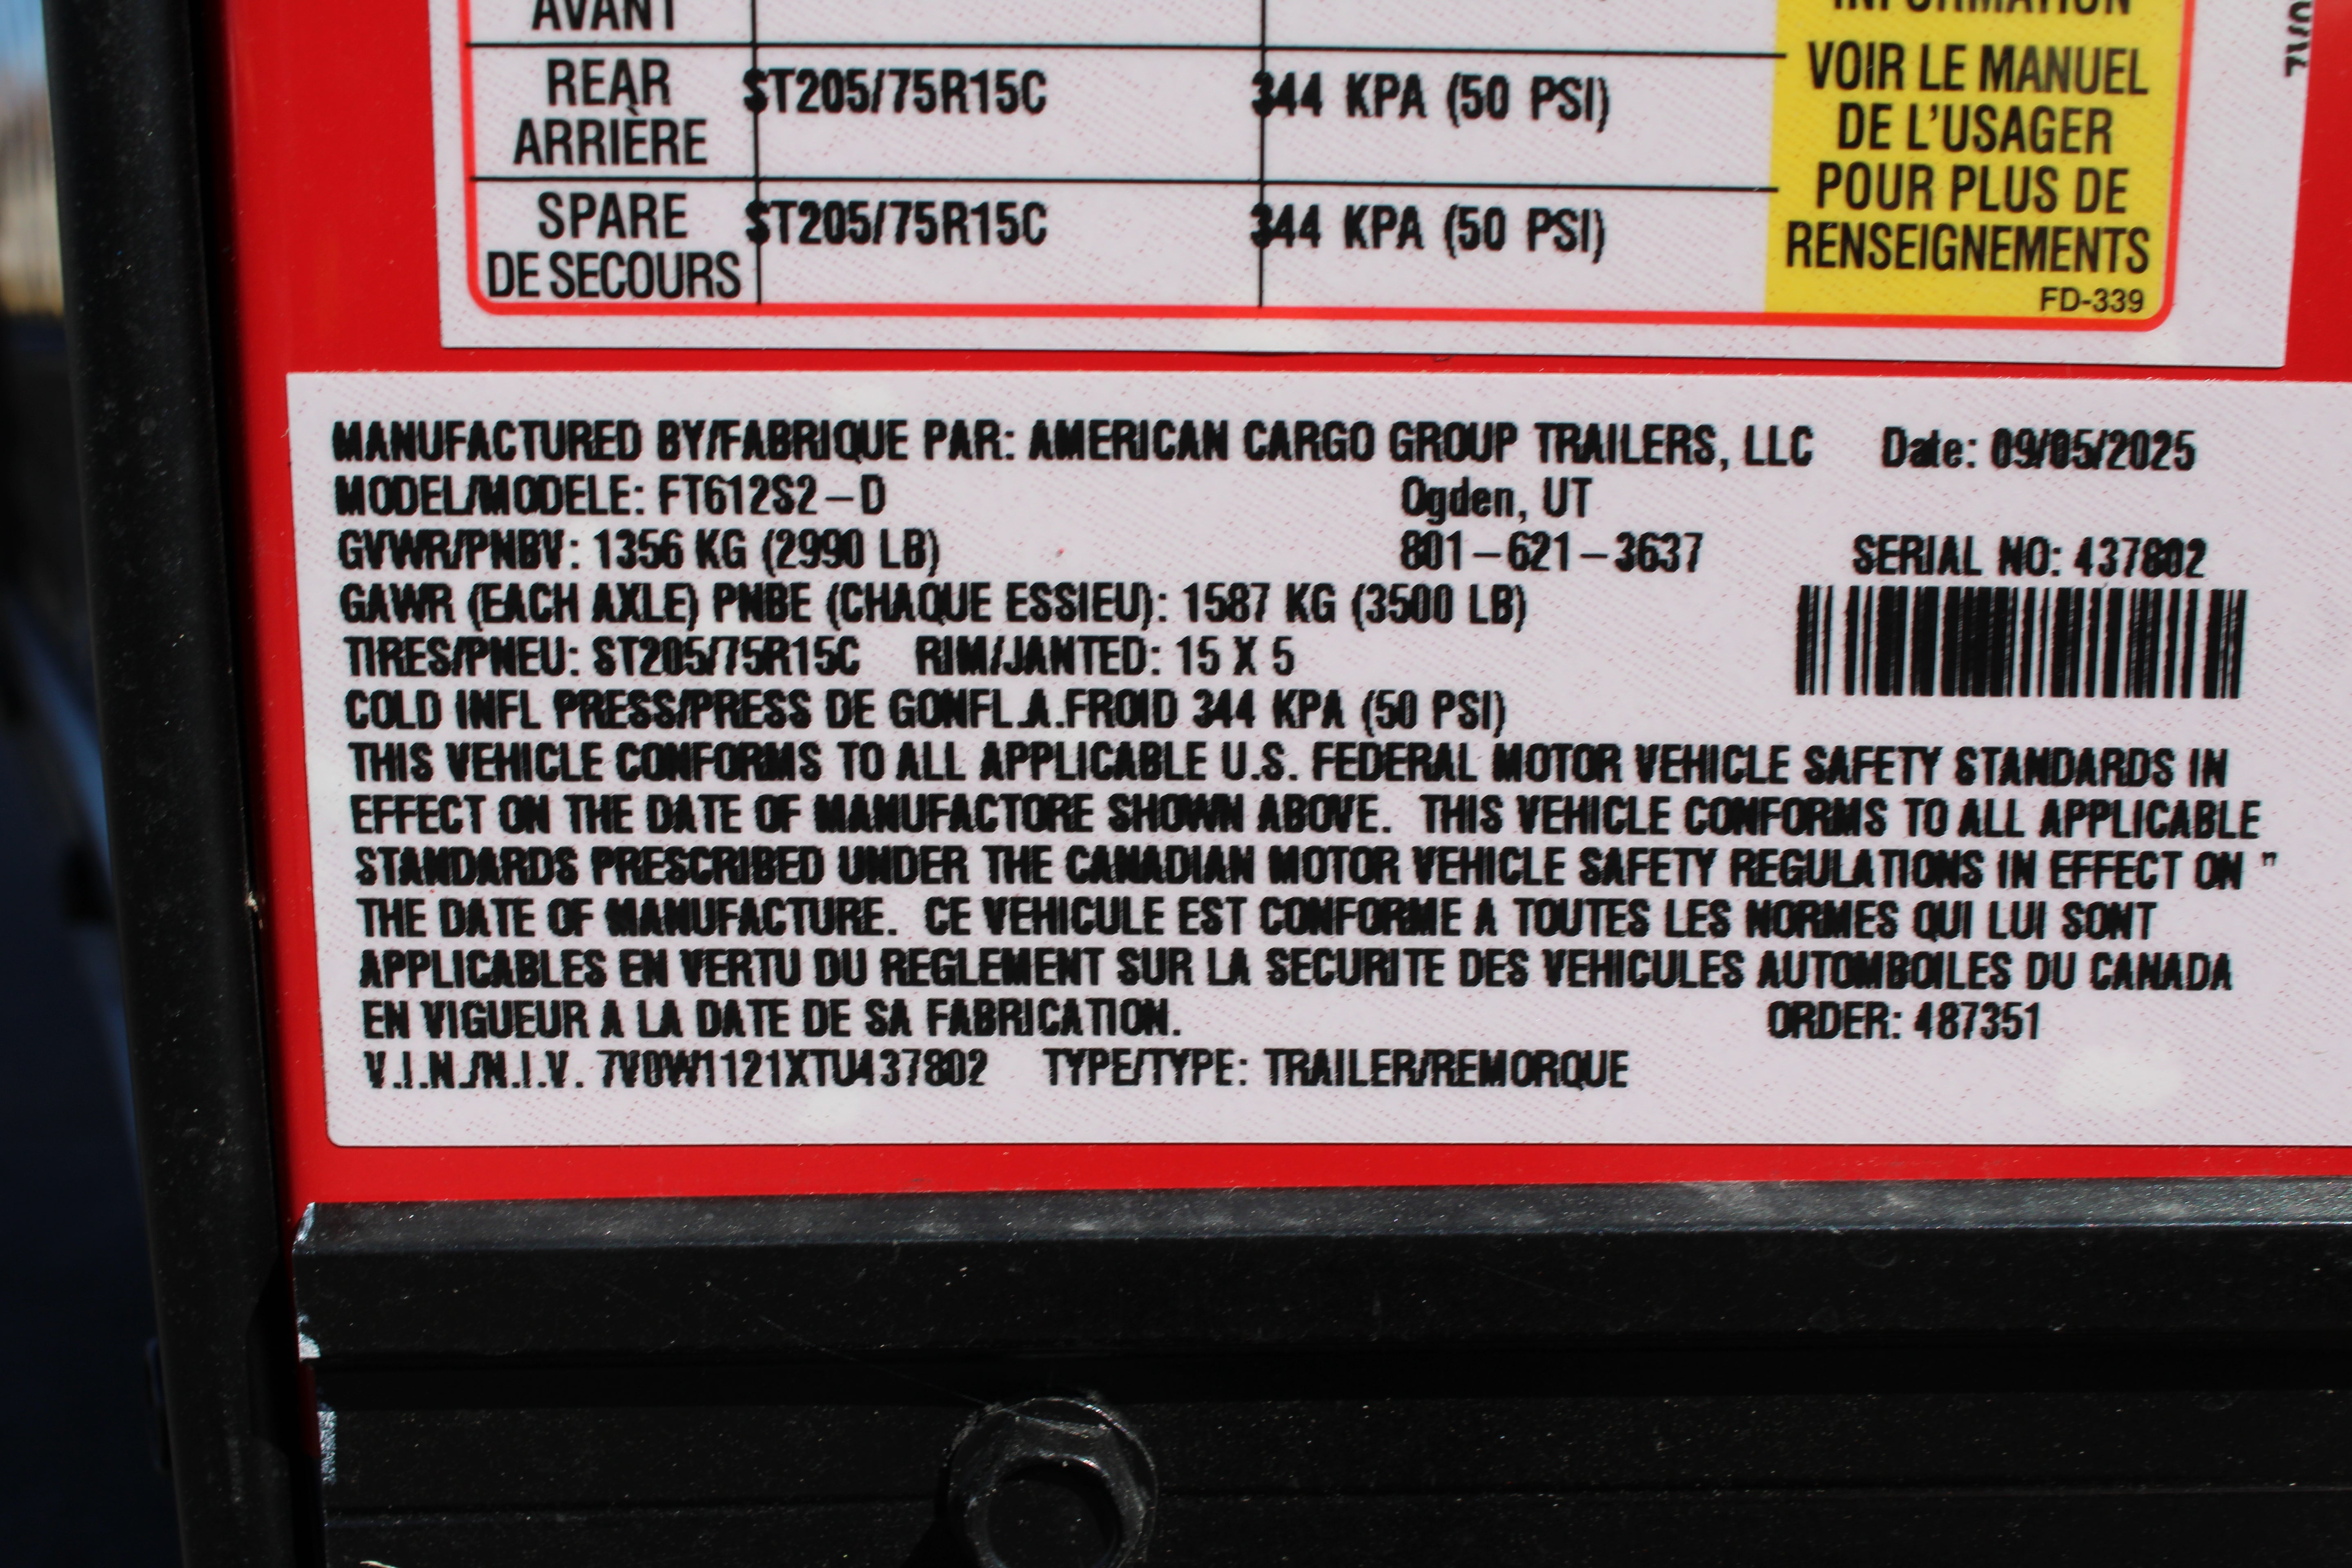 AVANT
INFORMATION
REAR
ARRIÈRE
ST205/75R15C
344 KPA (50 PSI)
VOIR LE MANUEL
DE L'USAGER
POUR PLUS DE
RENSEIGNEMENTS
SPARE
DE SECOURS
ST205/75R15C
344 KPA (50 PSI)
FD-339
MANUFACTURED BY/FABRIQUE PAR: AMERICAN CARGO GROUP TRAILERS, LLC Date: 09/05/2025
MODEL/MODELE: FT612S2-D Ogden, UT
GVWR/PNBV: 1356 KG (2990 LB) 801-621-3637 SERIAL NO: 437802
GAWR (EACH AXLE) PNBE (CHAQUE ESSIEU): 1587 KG (3500 LB)
TIRES/PNEU: ST205/75R15C RIM/JANTED: 15 X 5
COLD INFL PRESS/PRESS DE GONFL.A.FROID 344 KPA (50 PSI)
THIS VEHICLE CONFORMS TO ALL APPLICABLE U.S. FEDERAL MOTOR VEHICLE SAFETY STANDARDS IN
EFFECT ON THE DATE OF MANUFACTORE SHOWN ABOVE. THIS VEHICLE CONFORMS TO ALL APPLICABLE
STANDARDS PRESCRIBED UNDER THE CANADIAN MOTOR VEHICLE SAFETY REGULATIONS IN EFFECT ON "
THE DATE OF MANUFACTURE. CE VEHICULE EST CONFORME A TOUTES LES NORMES QUI LUI SONT
APPLICABLES EN VERTU DU REGLEMENT SUR LA SECURITE DES VEHICULES AUTOMBOILES DU CANADA
EN VIGUEUR A LA DATE DE SA FABRICATION. ORDER: 487351
V.I.N./N.I.V. 7V0W1121XTU437802 TYPE/TYPE: TRAILER/REMORQUE